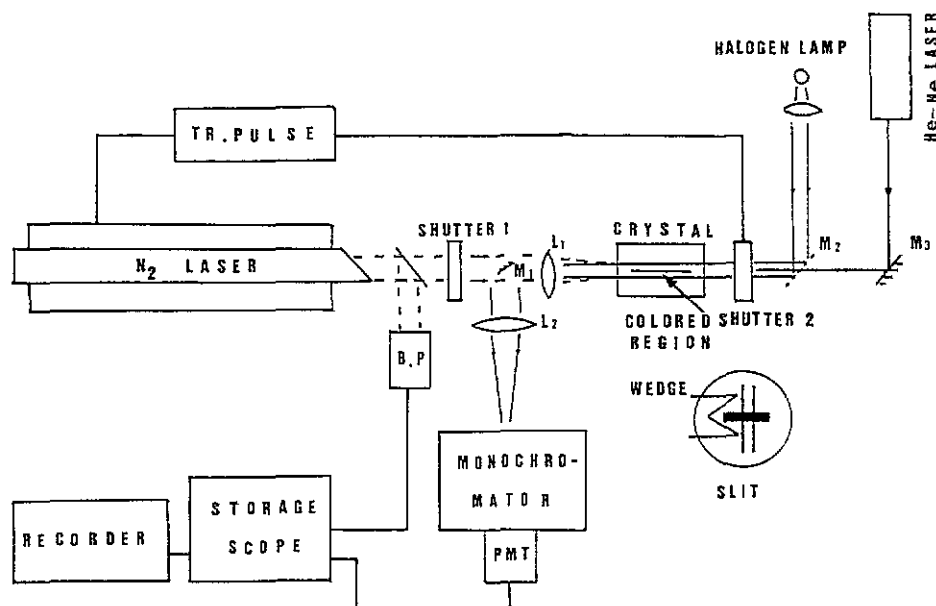 HALOGEN LAMP
He-Ne LASER
TR. PULSE
SHUTTER 1
CRYSTAL
L₁
M₂
M₃
N₂ LASER
M₁
L₂
COLORED SHUTTER 2
REGION
B.P
WEDGE
SLIT
MONOCHRO-
MATOR
STORAGE
SCOPE
RECORDER
PMT